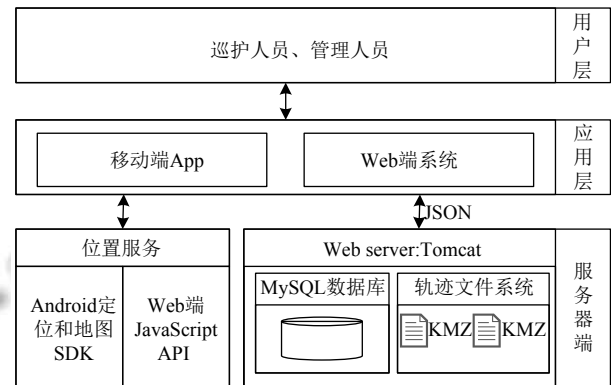 巡护人员、管理人员
用
户
层
移动端App
Web端系统
应
用
层
JSON
位置服务
Android定
位和地图
SDK
Web端
JavaScript
API
Web server:Tomcat
MySQL数据库
轨迹文件系统
KMZ
KMZ
服
务
器
端